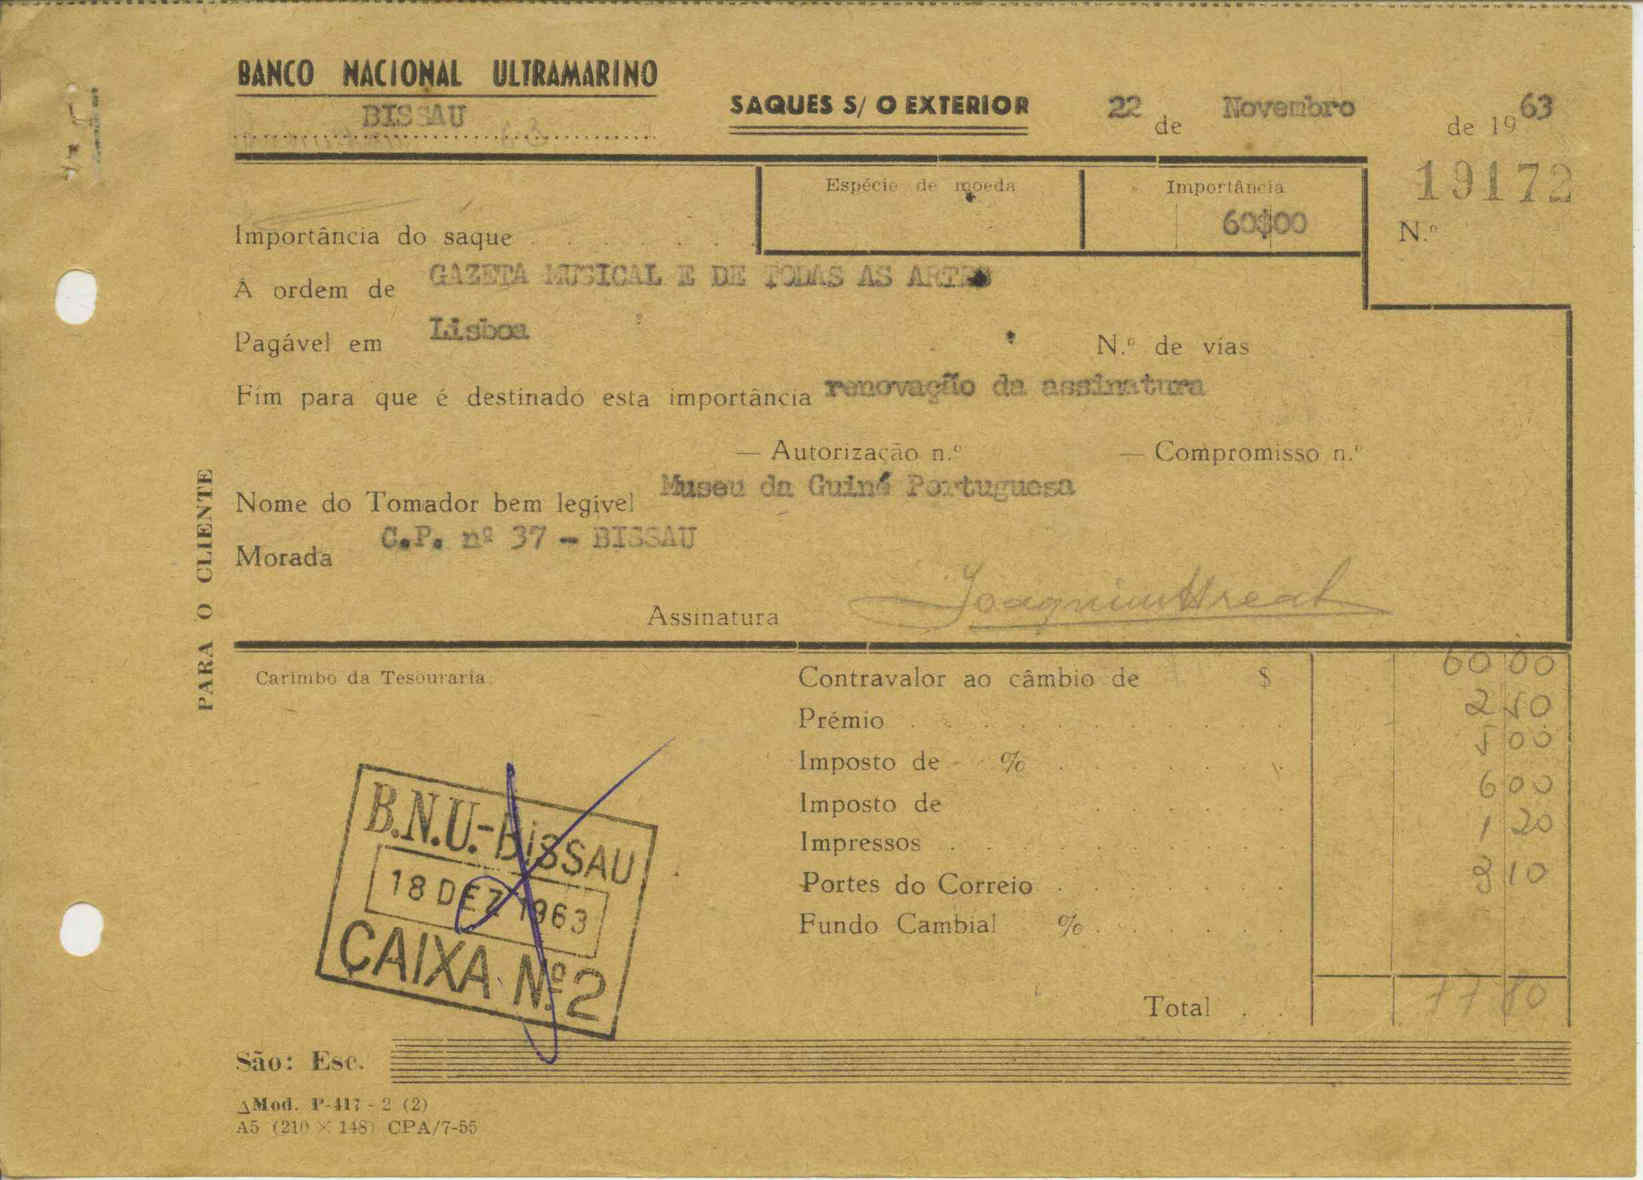 BANCO NACIONAL ULTRAMARINO
BISSAU
SAQUES S/ O EXTERIOR
22 de Novembro de 1963
19172
N.º
Espécie de moeda
Importância
60$00
Importância do saque
À ordem de GAZETA MUSICAL E DE TODAS AS ARTES
Pagável em Lisboa
N.º de vias
Fim para que é destinado esta importância renovação da assinatura
— Autorização n.º — Compromisso n.º
Nome do Tomador bem legível Museu da Guiné Portuguesa
Morada C.P. nº 37 - BISSAU
Assinatura
PARA O CLIENTE
Carimbo da Tesouraria
Contravalor ao câmbio de $ 60 00
Prémio 2 50
Imposto de % 5 00
Imposto de 6 00
Impressos 1 20
Portes do Correio 3 10
Fundo Cambial %
Total 77 80
B.N.U.-BISSAU
18 DEZ 1963
CAIXA Nº 2
São: Esc.
Mod. P-417 - 2 (2)
A5 (210 × 148) CPA/7-55